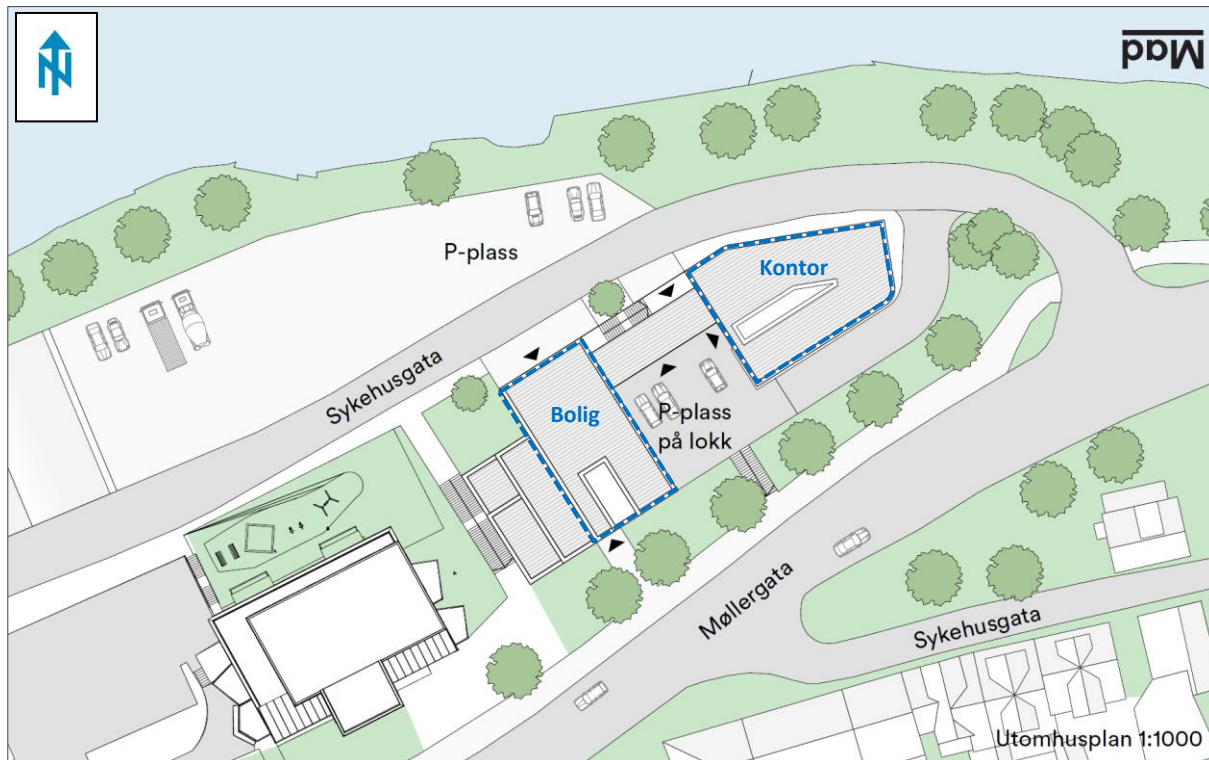 N
Mad
P-plass
Kontor
Sykehusgata
Bolig
P-plass
på lokk
Møllergata
Sykehusgata
Utomhusplan 1:1000